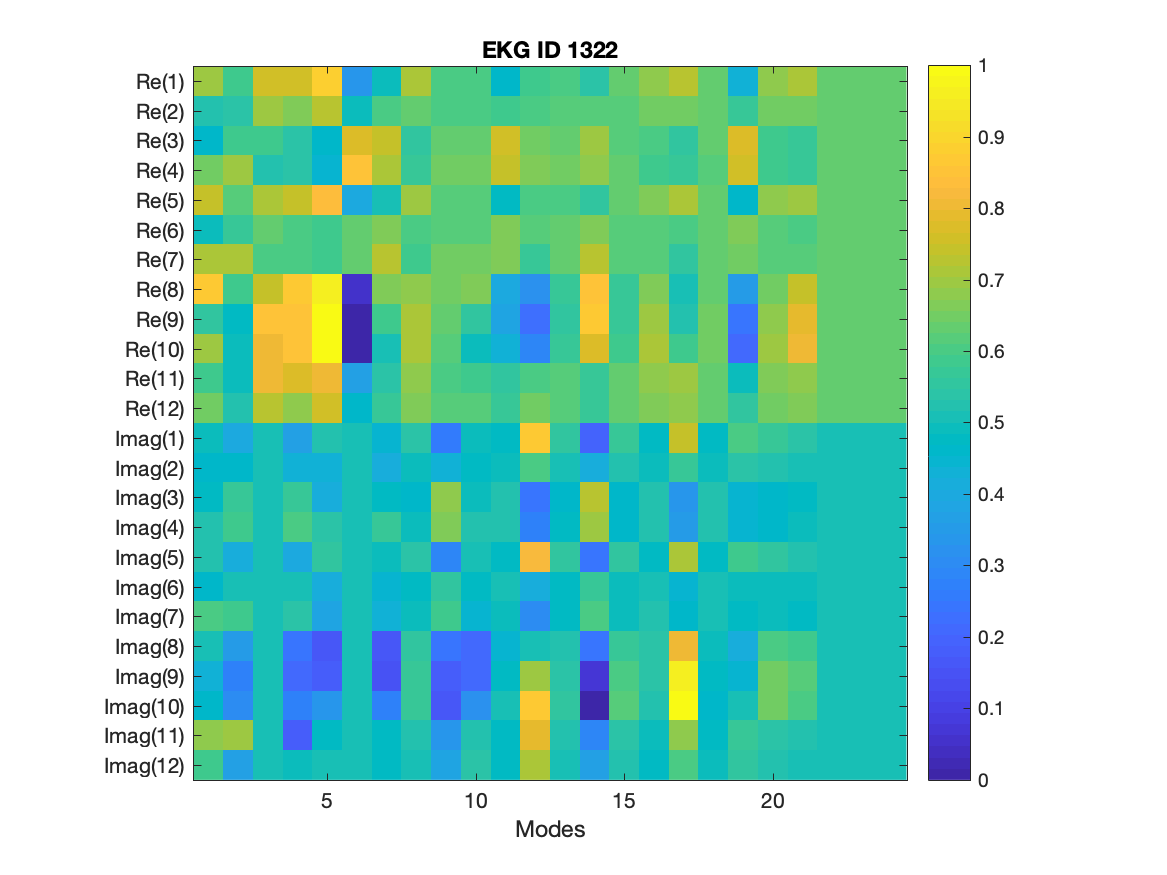 EKG ID 1322
Re(1)
Re(2)
Re(3)
Re(4)
Re(5)
Re(6)
Re(7)
Re(8)
Re(9)
Re(10)
Re(11)
Re(12)
Imag(1)
Imag(2)
Imag(3)
Imag(4)
Imag(5)
Imag(6)
Imag(7)
Imag(8)
Imag(9)
Imag(10)
Imag(11)
Imag(12)
5 10 15 20
Modes
1
0.9
0.8
0.7
0.6
0.5
0.4
0.3
0.2
0.1
0